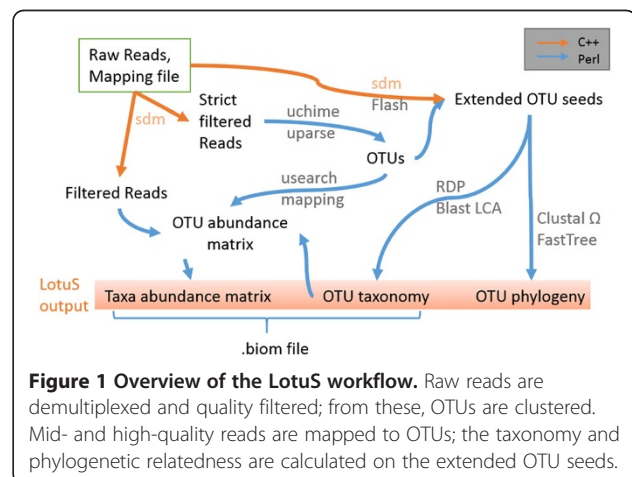 Raw Reads,
Mapping file
C++
Perl
sdm
Strict
filtered
Reads
uchime
uparse
sdm
Flash
Extended OTU seeds
OTUs
Filtered Reads
usearch
mapping
OTU abundance
matrix
RDP
Blast LCA
Clustal Ω
FastTree
LotuS
output
Taxa abundance matrix
OTU taxonomy
OTU phylogeny
.biom file
Figure 1 Overview of the LotuS workflow. Raw reads are
demultiplexed and quality filtered; from these, OTUs are clustered.
Mid- and high-quality reads are mapped to OTUs; the taxonomy and
phylogenetic relatedness are calculated on the extended OTU seeds.